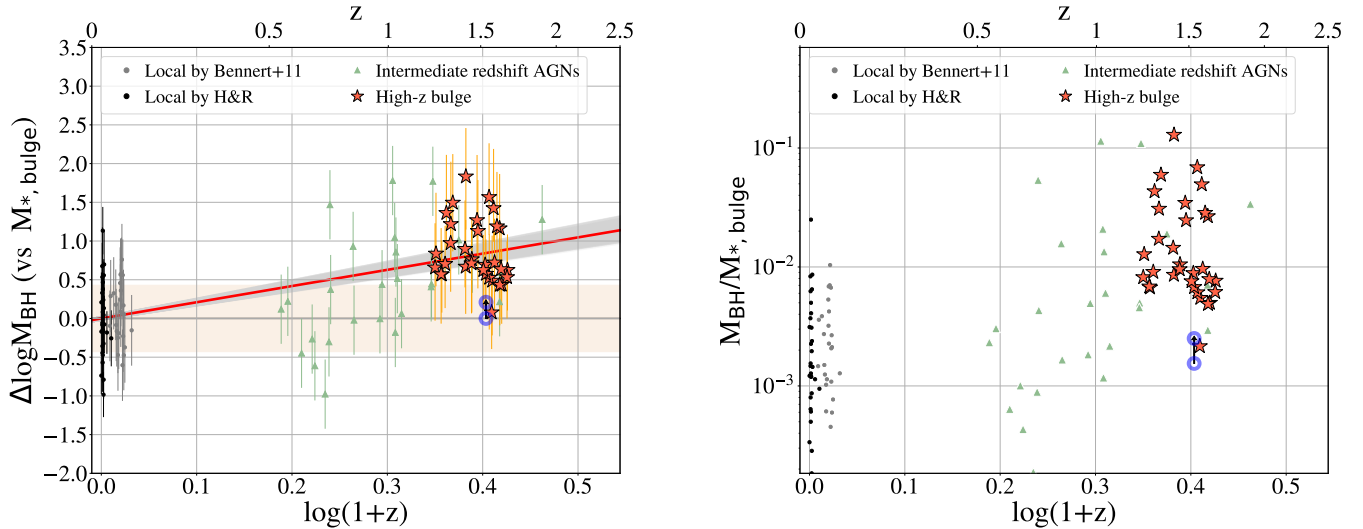 z
0 0.5 1 1.5 2 2.5
3.5
3.0
2.5
2.0
1.5
1.0
0.5
0.0
−0.5
−1.0
−1.5
−2.0
ΔlogM_BH (vs M_*, bulge)
Local by Bennert+11
Local by H&R
Intermediate redshift AGNs
High-z bulge
0.0 0.1 0.2 0.3 0.4 0.5
log(1+z)
z
0 0.5 1 1.5 2 2.5
10⁻¹
10⁻²
10⁻³
M_BH/M_*, bulge
Local by Bennert+11
Local by H&R
Intermediate redshift AGNs
High-z bulge
0.0 0.1 0.2 0.3 0.4 0.5
log(1+z)